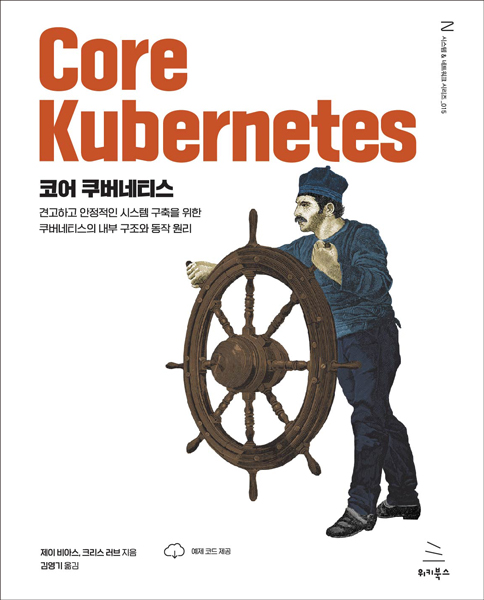 Core
Kubernetes
코어 쿠버네티스
견고하고 안정적인 시스템 구축을 위한
쿠버네티스의 내부 구조와 동작 원리
시스템 & 네트워크 시리즈_015
제이 비아스, 크리스 러브 지음
김영기 옮김
예제 코드 제공
위키북스